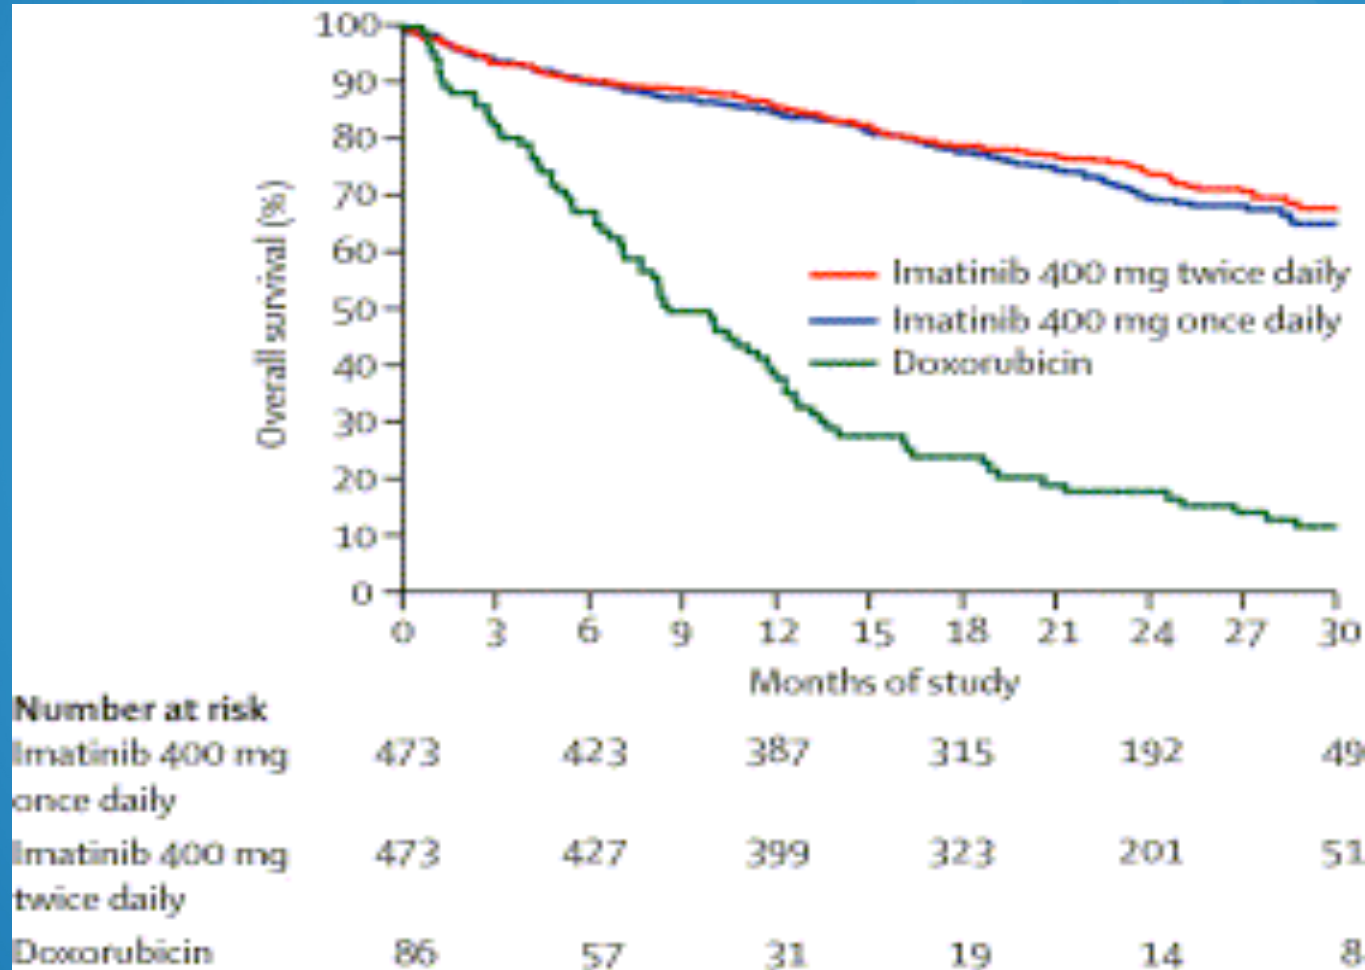 100
90
80
70
60
50
40
30
20
10
0
Overall survival (%)
Imatinib 400 mg twice daily
Imatinib 400 mg once daily
Doxorubicin
0 3 6 9 12 15 18 21 24 27 30
Months of study
Number at risk
Imatinib 400 mg 473 423 387 315 192 49
once daily
Imatinib 400 mg 473 427 399 323 201 51
twice daily
Doxorubicin 86 57 31 19 14 8